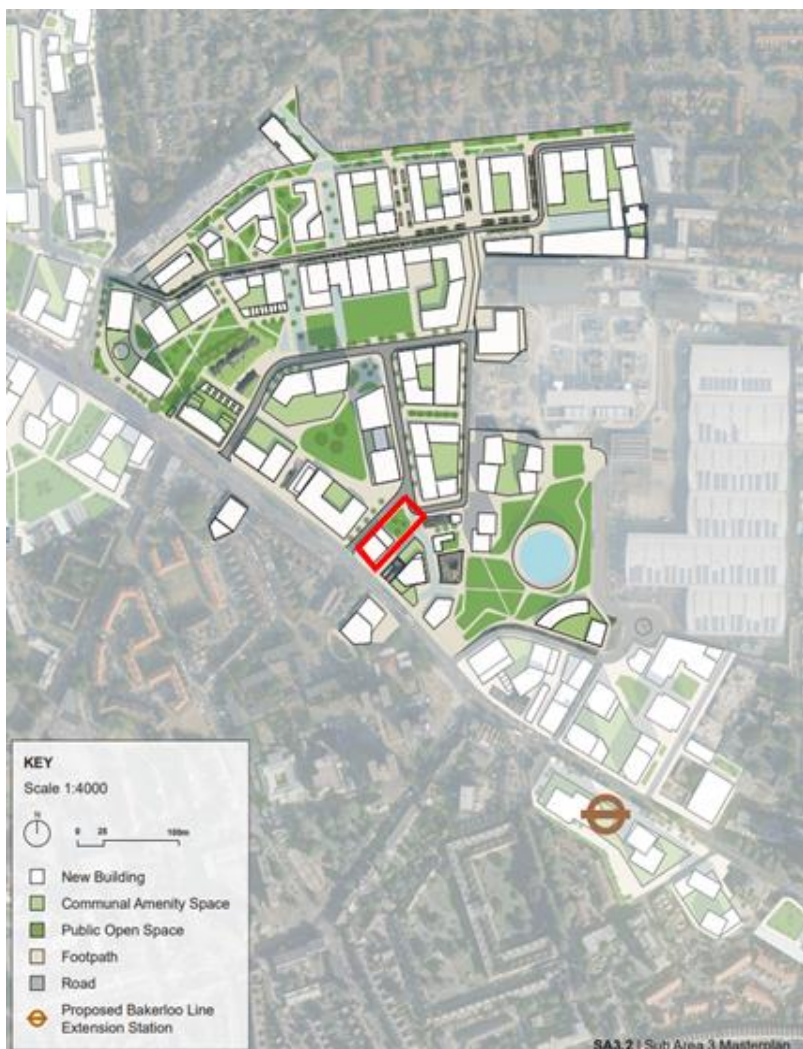 KEY
Scale 1:4000
N
0 25 100m
New Building
Communal Amenity Space
Public Open Space
Footpath
Road
Proposed Bakerloo Line
Extension Station
SA3.2 | Sub Area 3 Masterplan